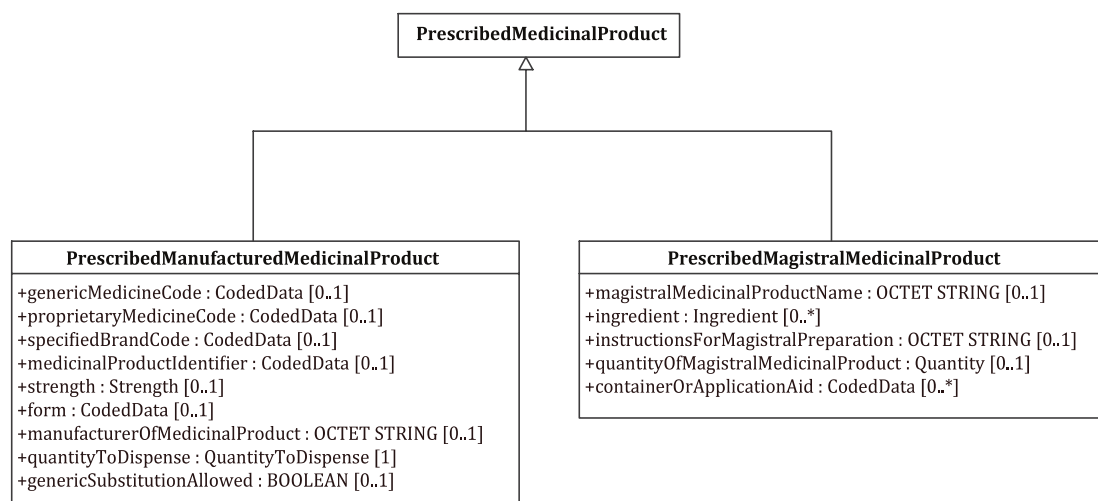 PrescribedMedicinalProduct
PrescribedManufacturedMedicinalProduct
+genericMedicineCode : CodedData [0..1]
+proprietaryMedicineCode : CodedData [0..1]
+specifiedBrandCode : CodedData [0..1]
+medicinalProductIdentifier : CodedData [0..1]
+strength : Strength [0..1]
+form : CodedData [0..1]
+manufacturerOfMedicinalProduct : OCTET STRING [0..1]
+quantityToDispense : QuantityToDispense [1]
+genericSubstitutionAllowed : BOOLEAN [0..1]
PrescribedMagistralMedicinalProduct
+magistralMedicinalProductName : OCTET STRING [0..1]
+ingredient : Ingredient [0..*]
+instructionsForMagistralPreparation : OCTET STRING [0..1]
+quantityOfMagistralMedicinalProduct : Quantity [0..1]
+containerOrApplicationAid : CodedData [0..*]